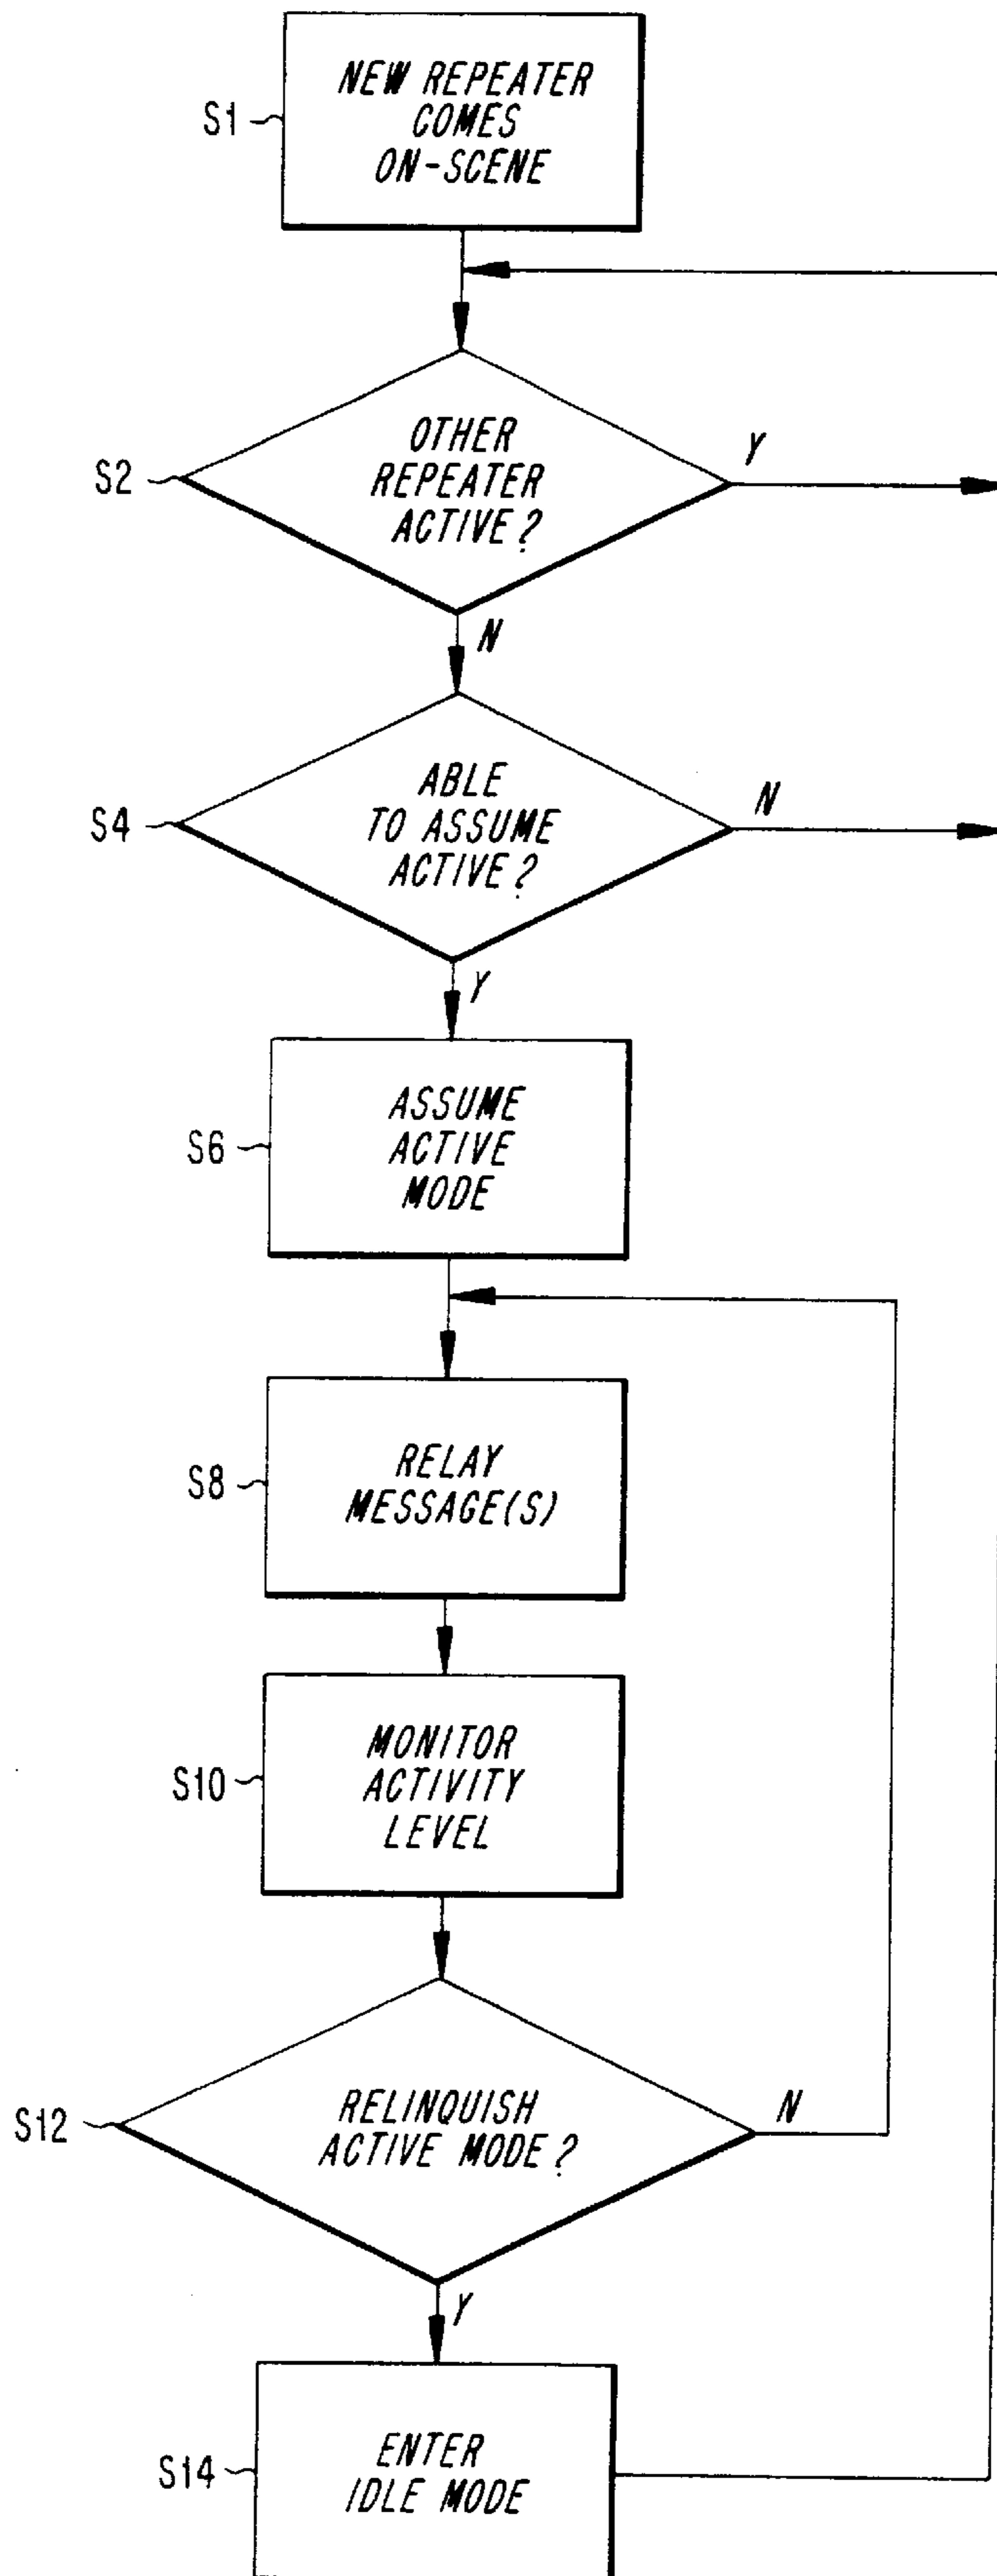 NEW REPEATER
COMES
ON-SCENE
S1
OTHER
REPEATER
ACTIVE?
S2
Y
N
ABLE
TO ASSUME
ACTIVE?
S4
N
Y
ASSUME
ACTIVE
MODE
S6
RELAY
MESSAGE(S)
S8
MONITOR
ACTIVITY
LEVEL
S10
RELINQUISH
ACTIVE MODE?
S12
N
Y
ENTER
IDLE MODE
S14